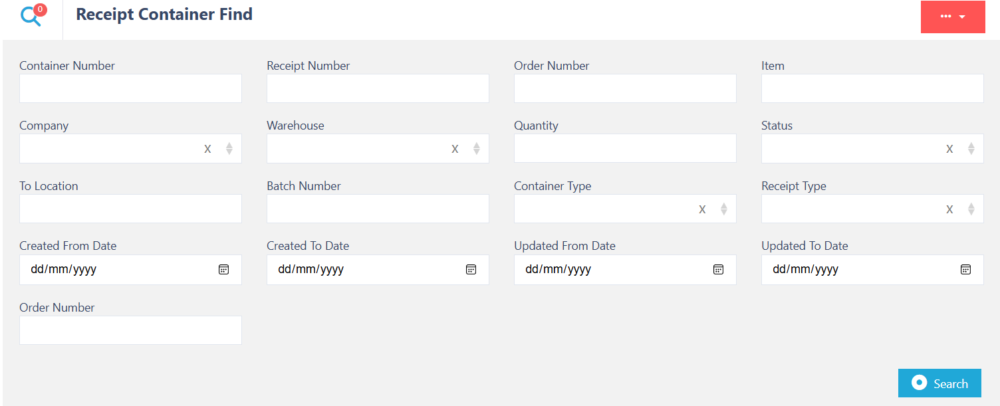 0
Receipt Container Find
Container Number Receipt Number Order Number Item
Company Warehouse Quantity Status
X X X
To Location Batch Number Container Type Receipt Type
X X
Created From Date Created To Date Updated From Date Updated To Date
dd/mm/yyyy dd/mm/yyyy dd/mm/yyyy dd/mm/yyyy
Order Number
Search